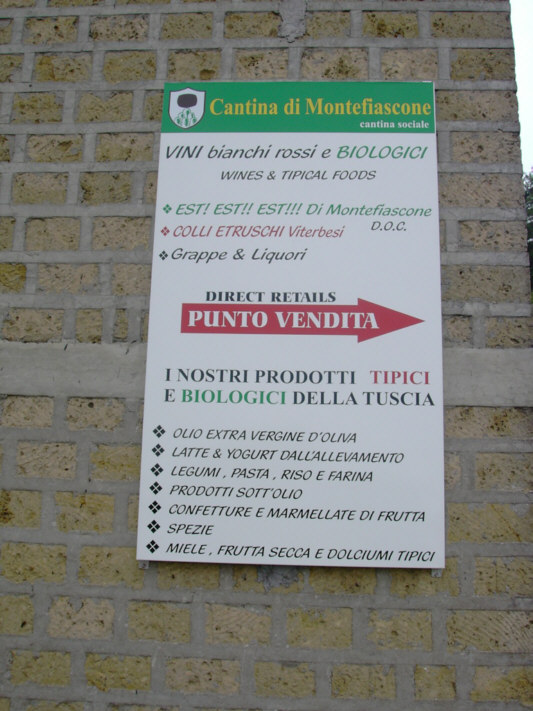 Cantina di Montefiascone
cantina sociale
VINI bianchi rossi e BIOLOGICI
WINES & TIPICAL FOODS
❖ EST! EST!! EST!!! Di Montefiascone
D.O.C.
❖ COLLI ETRUSCHI Viterbesi
❖ Grappe & Liquori
DIRECT RETAILS
PUNTO VENDITA
I NOSTRI PRODOTTI TIPICI
E BIOLOGICI DELLA TUSCIA
❖ OLIO EXTRA VERGINE D'OLIVA
❖ LATTE & YOGURT DALL'ALLEVAMENTO
❖ LEGUMI , PASTA , RISO E FARINA
❖ PRODOTTI SOTT'OLIO
❖ CONFETTURE E MARMELLATE DI FRUTTA
❖ SPEZIE
❖ MIELE , FRUTTA SECCA E DOLCIUMI TIPICI